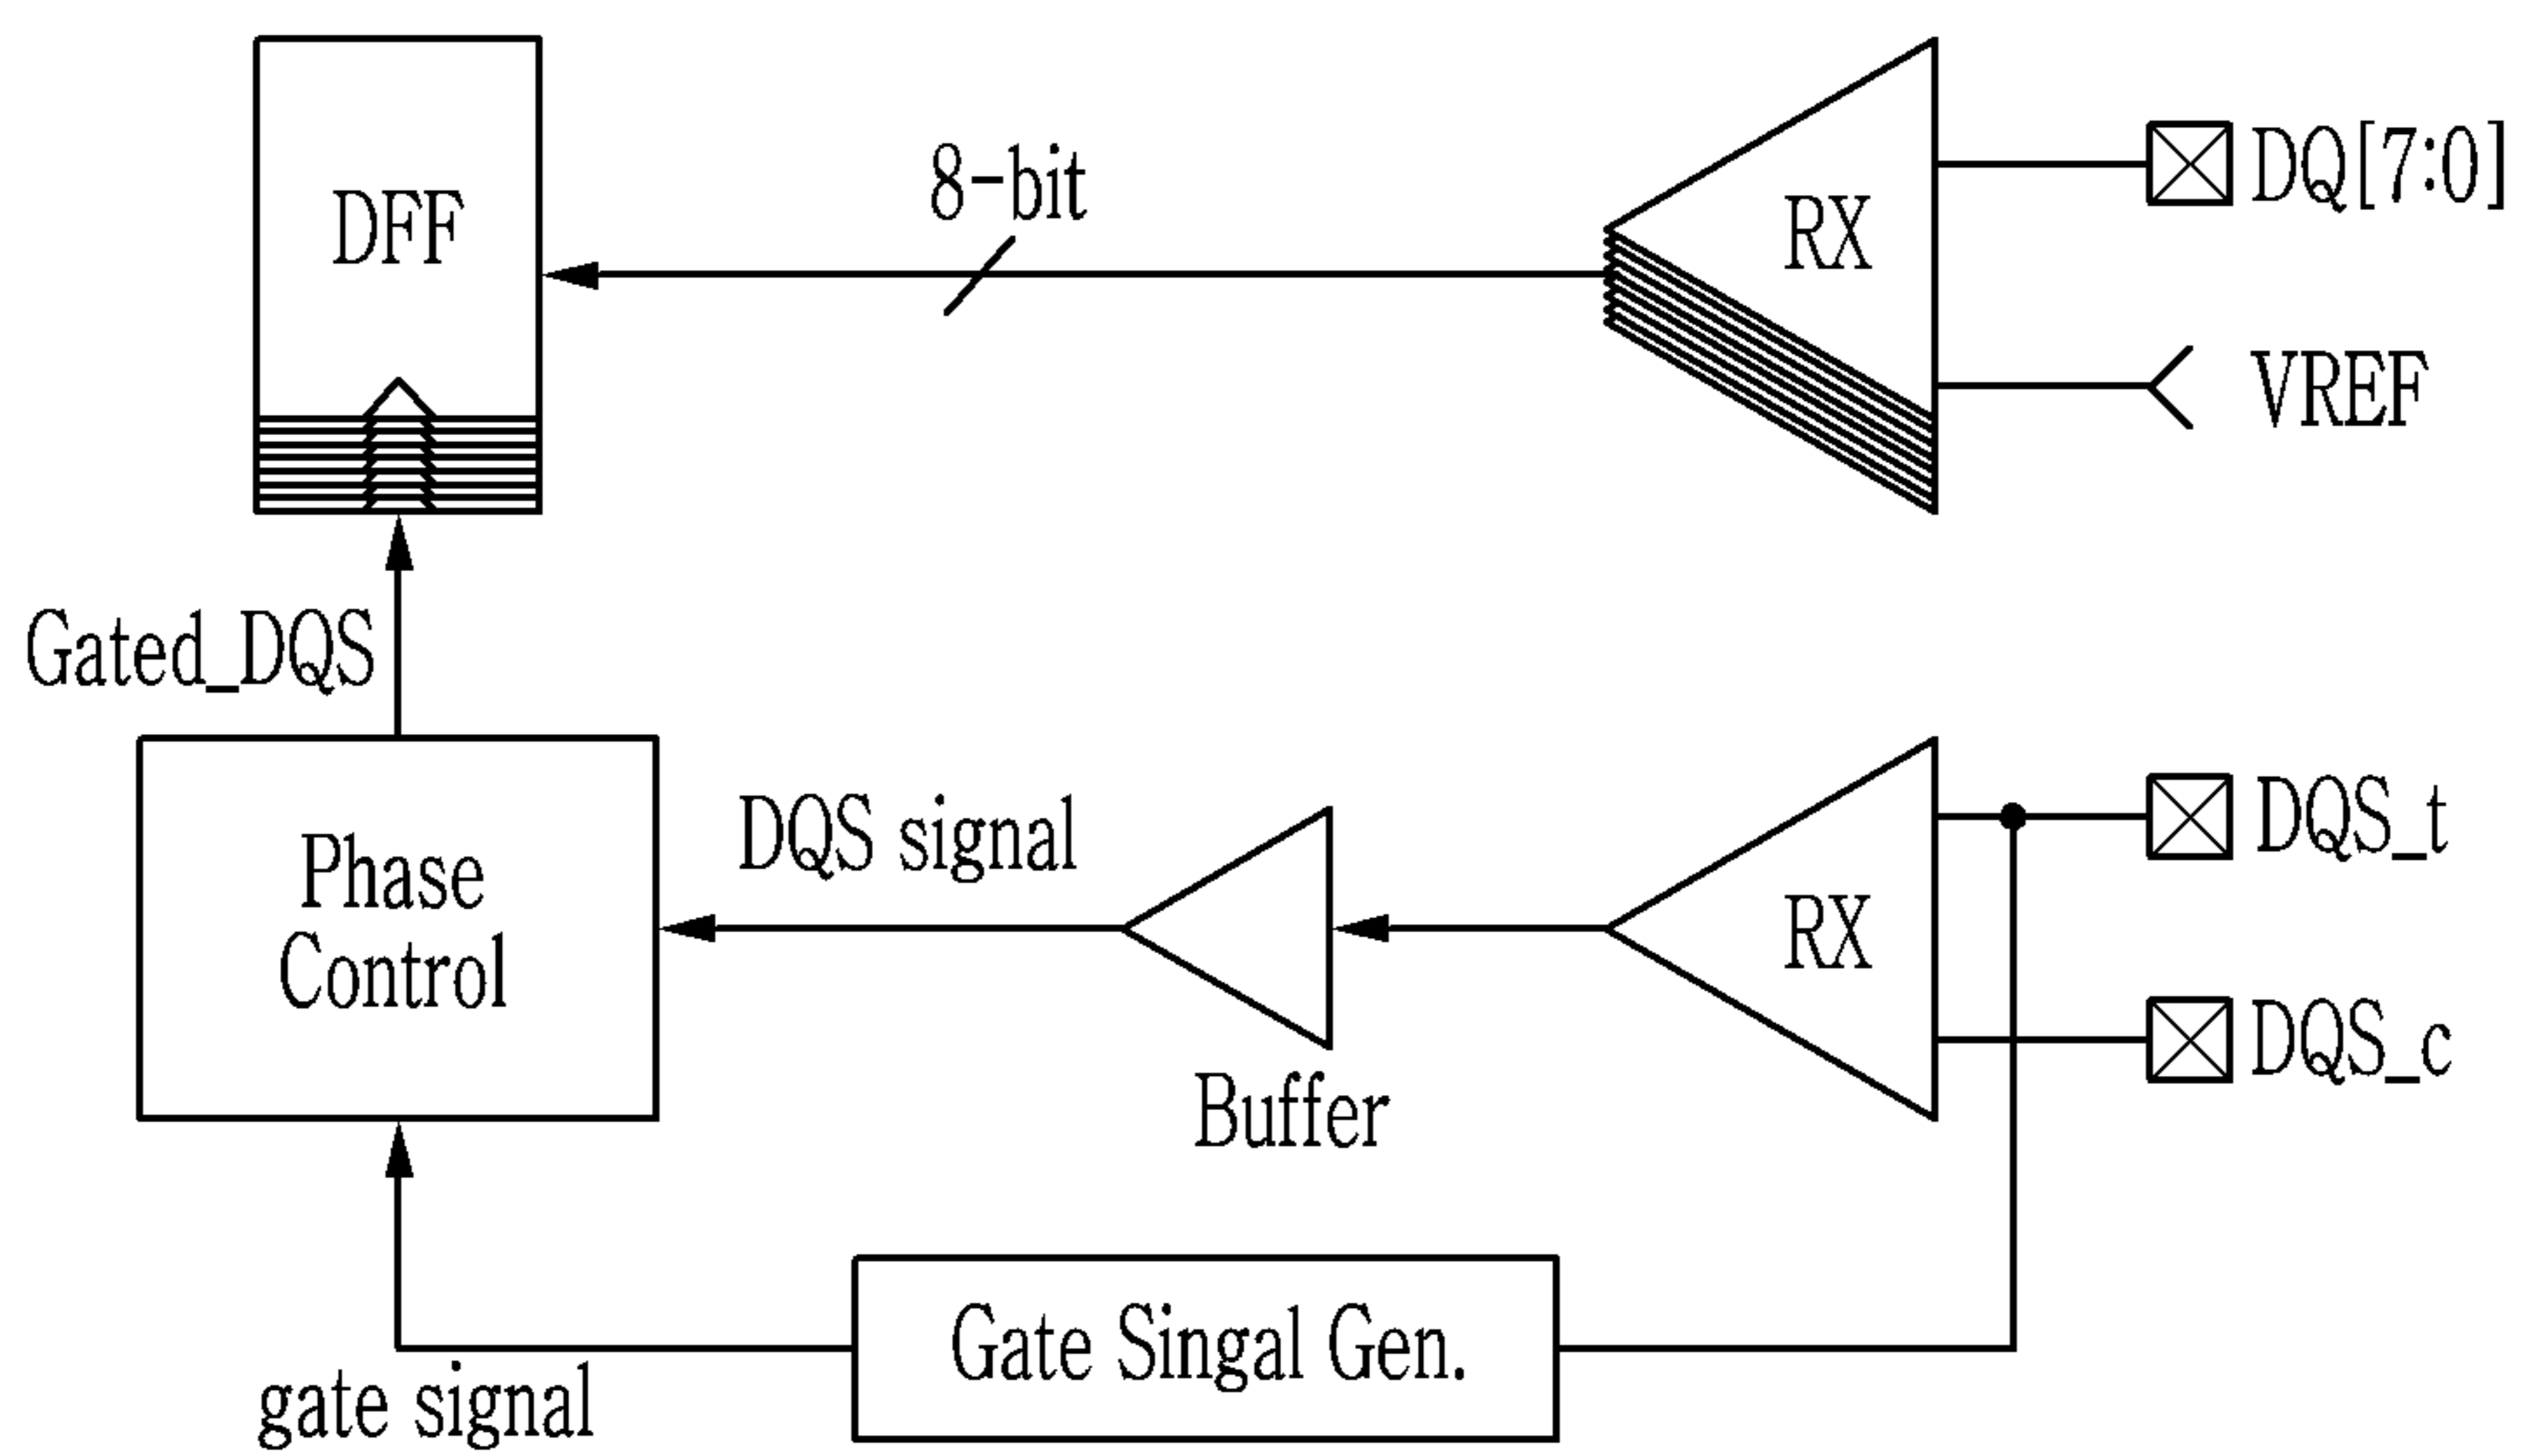 DFF
8-bit
RX
DQ[7:0]
VREF
Gated_DQS
Phase
Control
DQS signal
Buffer
RX
DQS_t
DQS_c
gate signal
Gate Singal Gen.